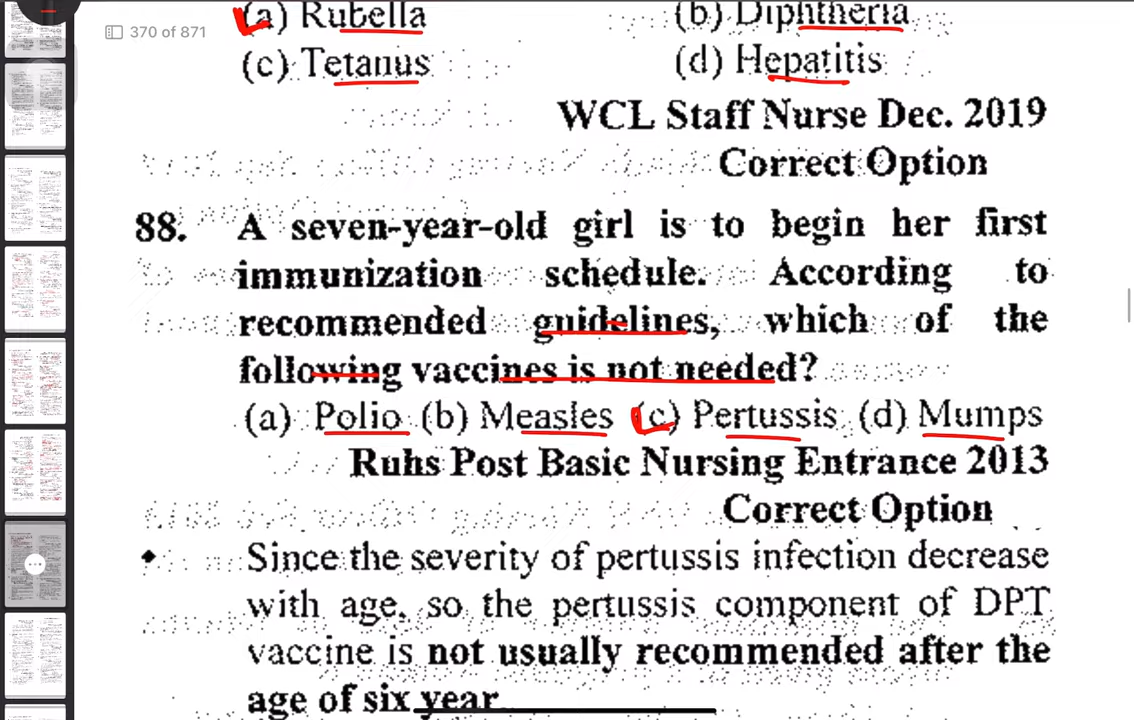 370 of 871
(a) Rubella (b) Diphtheria
(c) Tetanus (d) Hepatitis
WCL Staff Nurse Dec. 2019
Correct Option
88. A seven-year-old girl is to begin her first
immunization schedule. According to
recommended guidelines, which of the
following vaccines is not needed?
(a) Polio (b) Measles (c) Pertussis (d) Mumps
Ruhs Post Basic Nursing Entrance 2013
Correct Option
Since the severity of pertussis infection decrease
with age, so the pertussis component of DPT
vaccine is not usually recommended after the
age of six year